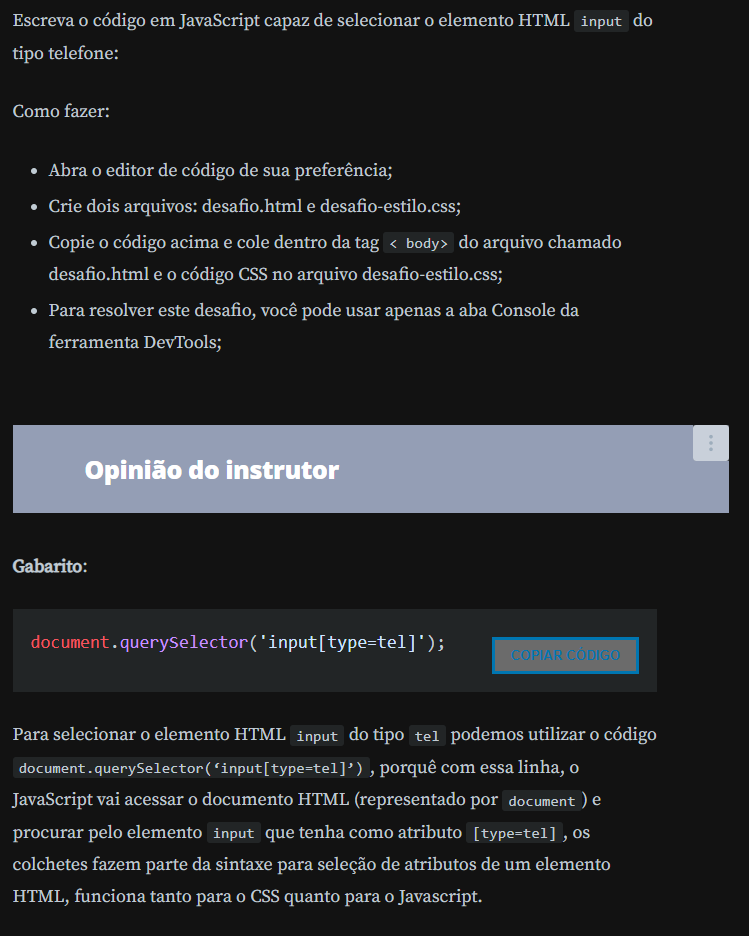 Escreva o código em JavaScript capaz de selecionar o elemento HTML input do
tipo telefone:
Como fazer:
• Abra o editor de código de sua preferência;
• Crie dois arquivos: desafio.html e desafio-estilo.css;
• Copie o código acima e cole dentro da tag < body> do arquivo chamado
desafio.html e o código CSS no arquivo desafio-estilo.css;
• Para resolver este desafio, você pode usar apenas a aba Console da
ferramenta DevTools;
Opinião do instrutor
Gabarito:
document.querySelector('input[type=tel]');
COPIAR CÓDIGO
Para selecionar o elemento HTML input do tipo tel podemos utilizar o código
document.querySelector(‘input[type=tel]’), porquê com essa linha, o
JavaScript vai acessar o documento HTML (representado por document) e
procurar pelo elemento input que tenha como atributo [type=tel], os
colchetes fazem parte da sintaxe para seleção de atributos de um elemento
HTML, funciona tanto para o CSS quanto para o Javascript.